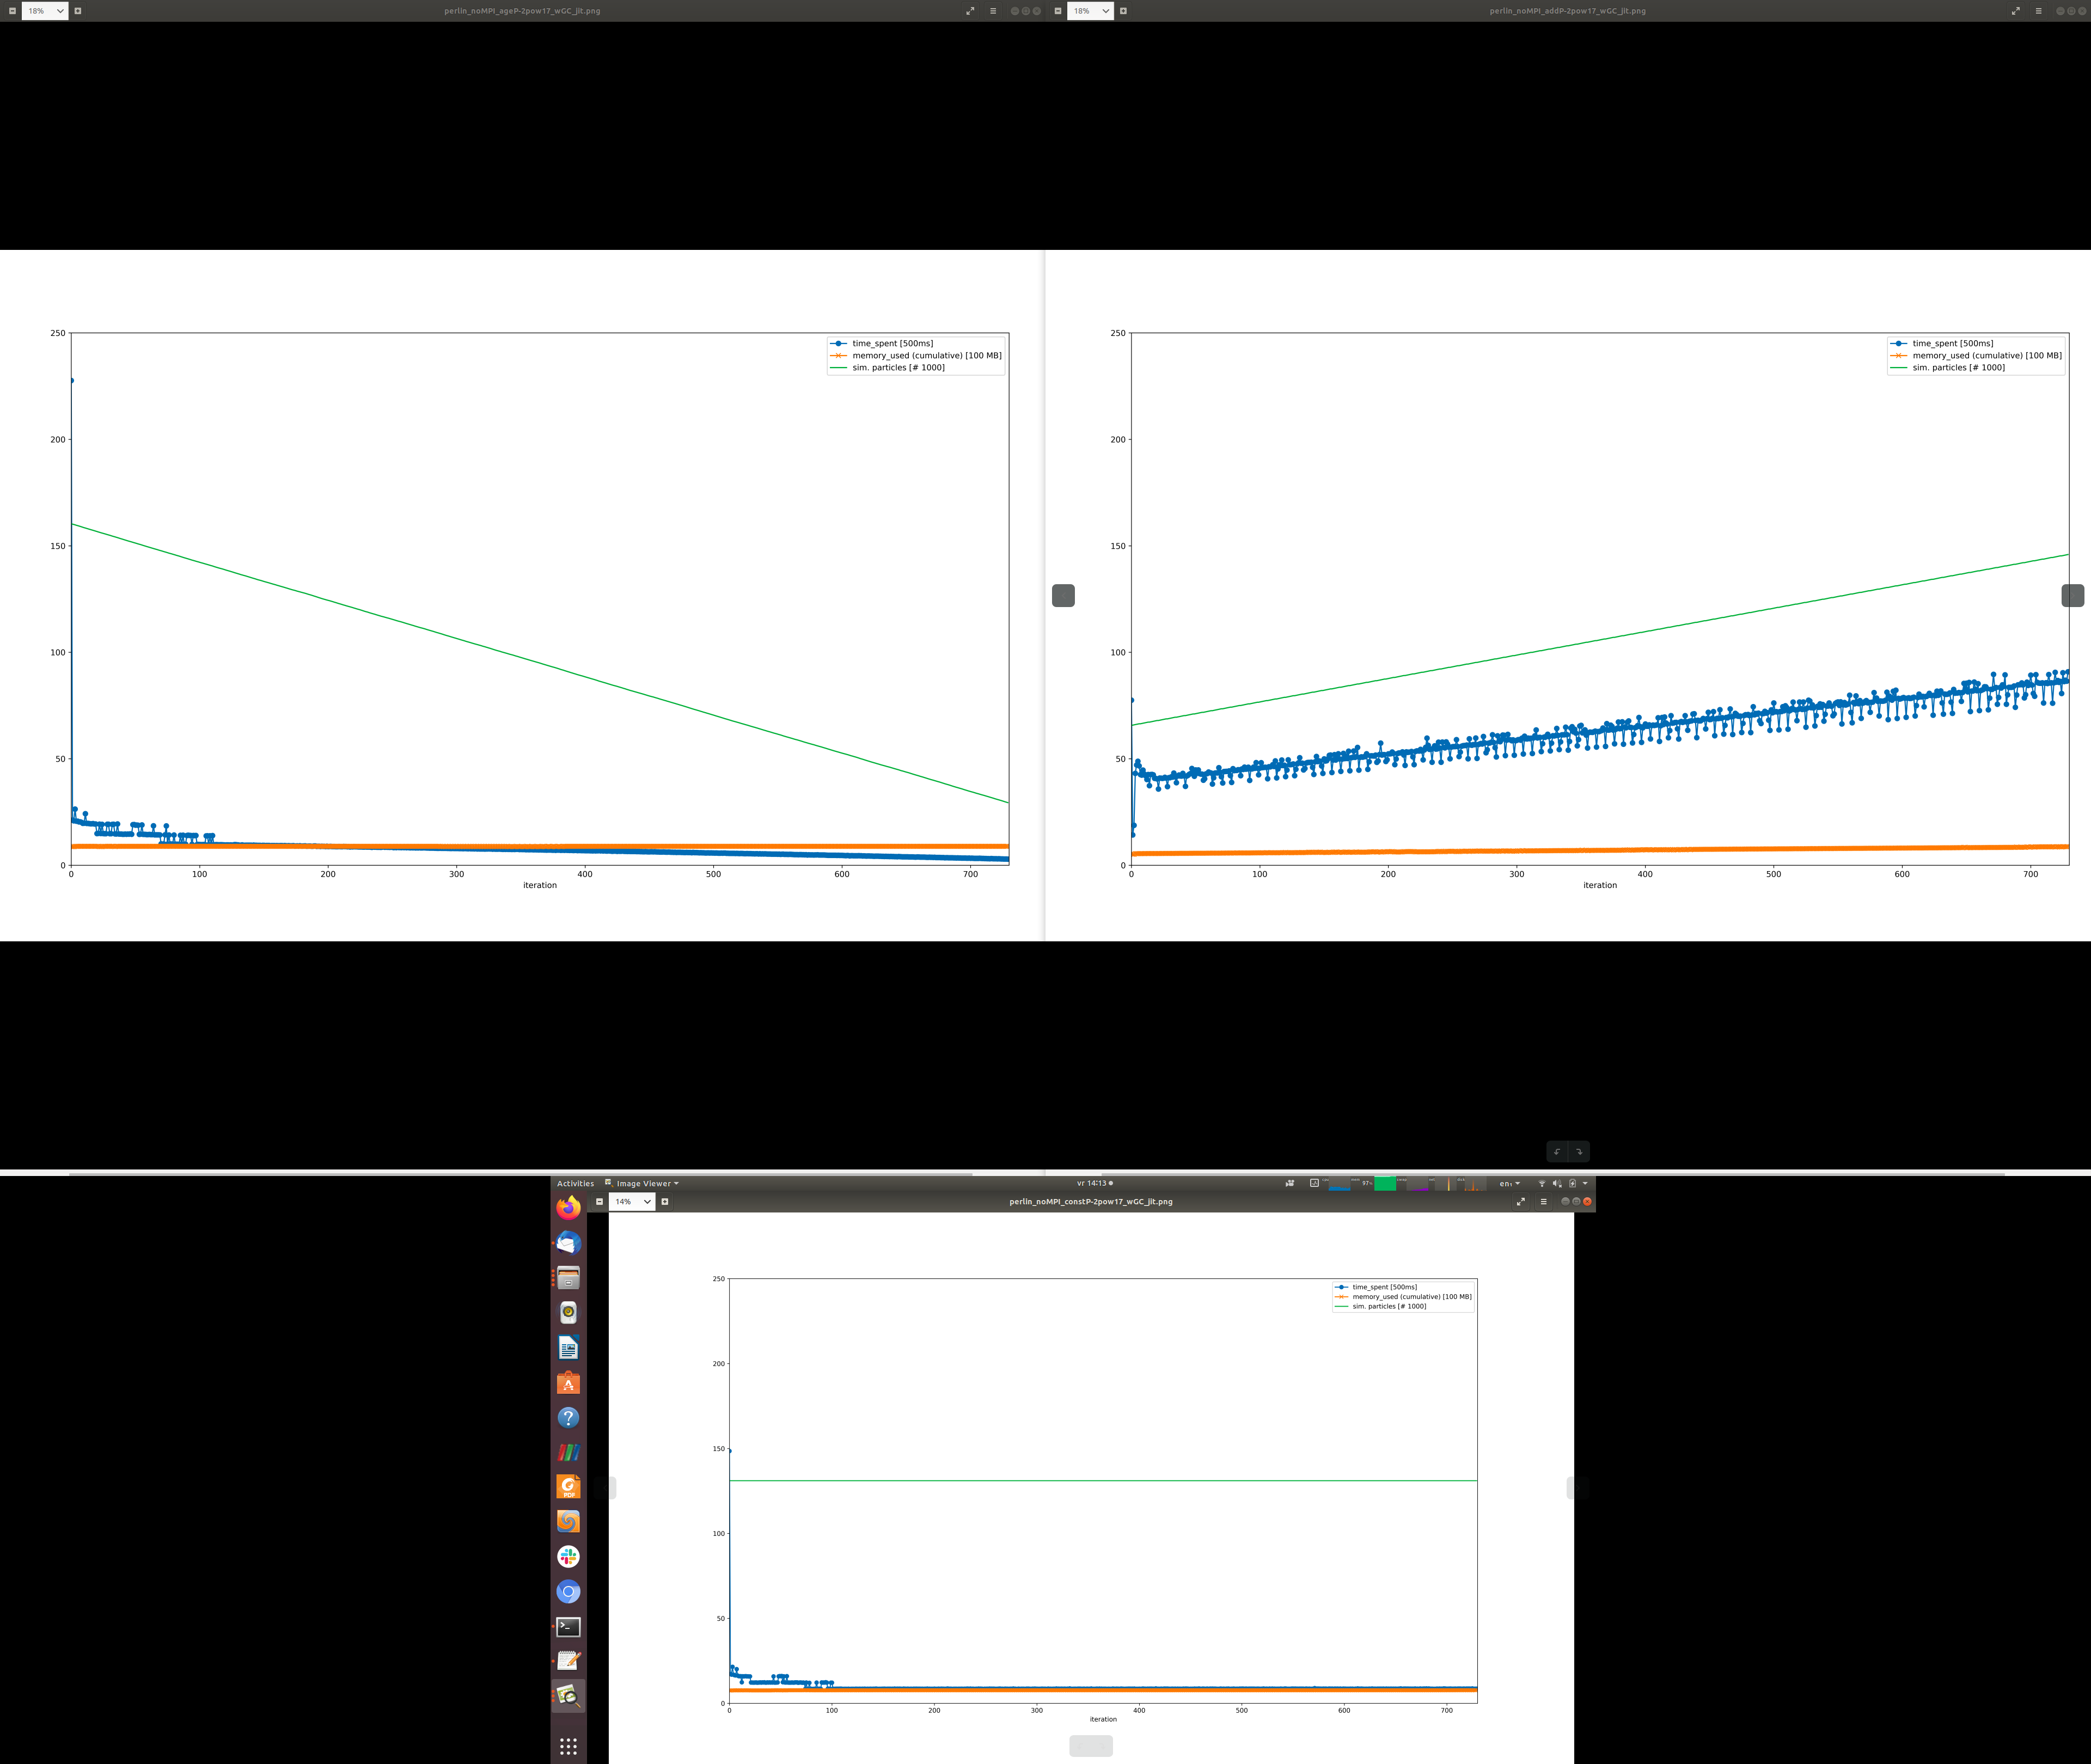 18%
perlin_noMPI_ageP-2pow17_wGC_jit.png
18%
perlin_noMPI_addP-2pow17_wGC_jit.png
250
200
150
100
50
0
0 100 200 300 400 500 600 700
iteration
time_spent [500ms]
memory_used (cumulative) [100 MB]
sim. particles [# 1000]
250
200
150
100
50
0
0 100 200 300 400 500 600 700
iteration
time_spent [500ms]
memory_used (cumulative) [100 MB]
sim. particles [# 1000]
Activities Image Viewer vr 14:13 97% en₁
14%
perlin_noMPI_constP-2pow17_wGC_jit.png
250
200
150
100
50
0
0 100 200 300 400 500 600 700
iteration
time_spent [500ms]
memory_used (cumulative) [100 MB]
sim. particles [# 1000]
PDF